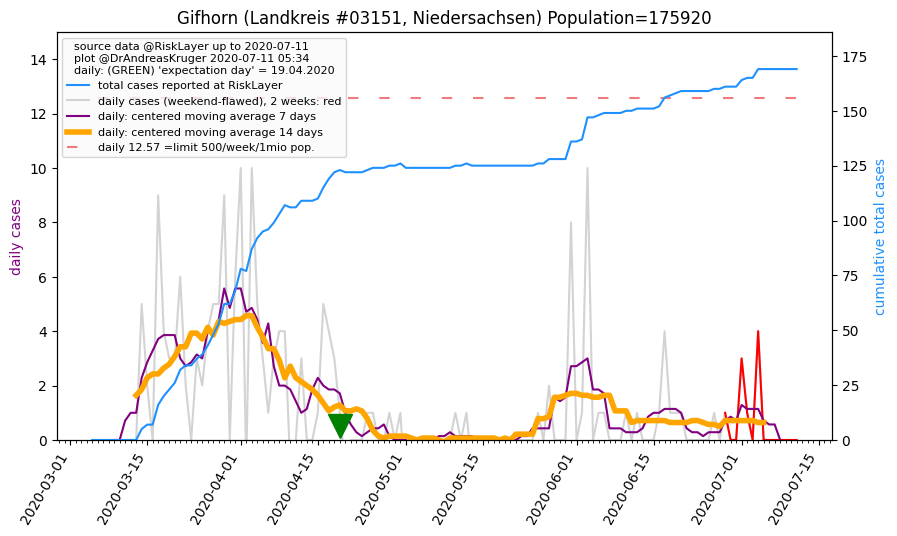 Gifhorn (Landkreis #03151, Niedersachsen) Population=175920
source data @RiskLayer up to 2020-07-11
plot @DrAndreasKruger 2020-07-11 05:34
daily: (GREEN) 'expectation day' = 19.04.2020
total cases reported at RiskLayer
daily cases (weekend-flawed), 2 weeks: red
daily: centered moving average 7 days
daily: centered moving average 14 days
daily 12.57 =limit 500/week/1mio pop.
daily cases
14
12
10
8
6
4
2
0
175
150
125
100
75
50
25
0
cumulative total cases
2020-03-01
2020-03-15
2020-04-01
2020-04-15
2020-05-01
2020-05-15
2020-06-01
2020-06-15
2020-07-01
2020-07-15